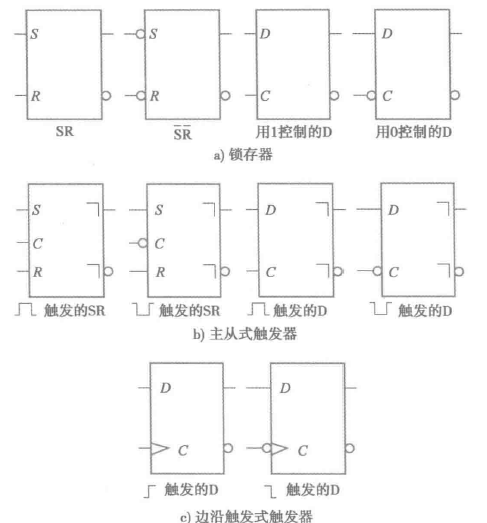 S S D D
R R C C
SR S̅R̅ 用1控制的D 用0控制的D
a) 锁存器
S S D D
C C
R R C C
触发的SR 触发的SR 触发的D 触发的D
b) 主从式触发器
D D
C C
触发的D 触发的D
c) 边沿触发式触发器